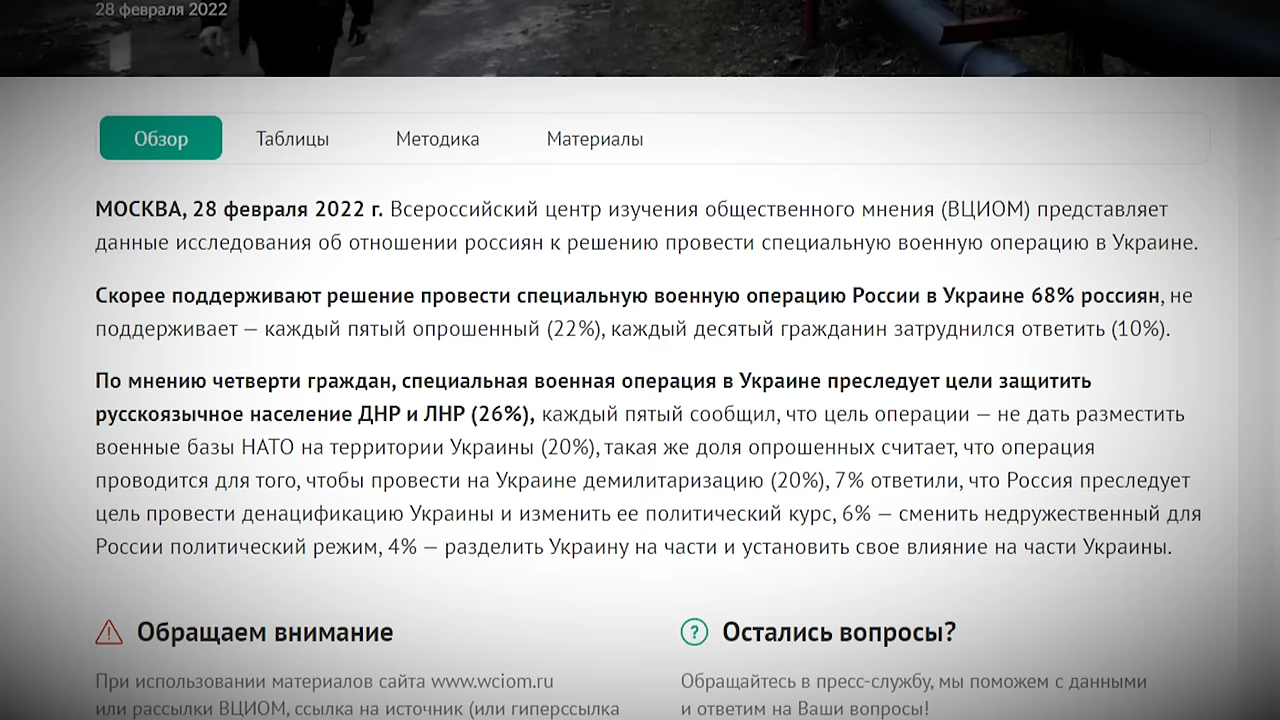 28 февраля 2022
Обзор Таблицы Методика Материалы
МОСКВА, 28 февраля 2022 г. Всероссийский центр изучения общественного мнения (ВЦИОМ) представляет
данные исследования об отношении россиян к решению провести специальную военную операцию в Украине.
Скорее поддерживают решение провести специальную военную операцию России в Украине 68% россиян, не
поддерживает — каждый пятый опрошенный (22%), каждый десятый гражданин затруднился ответить (10%).
По мнению четверти граждан, специальная военная операция в Украине преследует цели защитить
русскоязычное население ДНР и ЛНР (26%), каждый пятый сообщил, что цель операции — не дать разместить
военные базы НАТО на территории Украины (20%), такая же доля опрошенных считает, что операция
проводится для того, чтобы провести на Украине демилитаризацию (20%), 7% ответили, что Россия преследует
цель провести денацификацию Украины и изменить ее политический курс, 6% — сменить недружественный для
России политический режим, 4% — разделить Украину на части и установить свое влияние на части Украины.
Обращаем внимание
При использовании материалов сайта www.wciom.ru
или рассылки ВЦИОМ, ссылка на источник (или гиперссылка
Остались вопросы?
Обращайтесь в пресс-службу, мы поможем с данными
и ответим на Ваши вопросы!